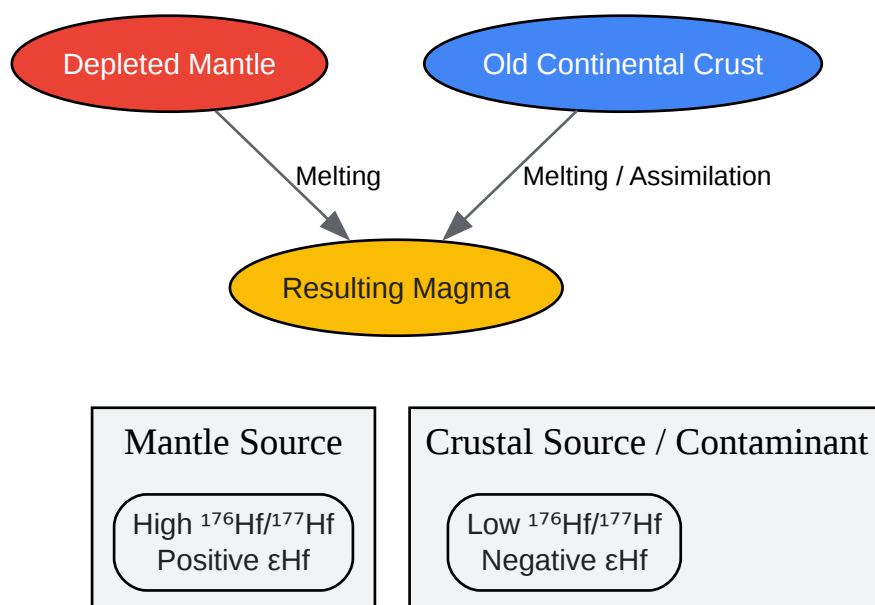 Depleted Mantle
Old Continental Crust
Melting
Melting / Assimilation
Resulting Magma
Mantle Source
Crustal Source / Contaminant
High ¹⁷⁶Hf/¹⁷⁷Hf
Positive εHf
Low ¹⁷⁶Hf/¹⁷⁷Hf
Negative εHf